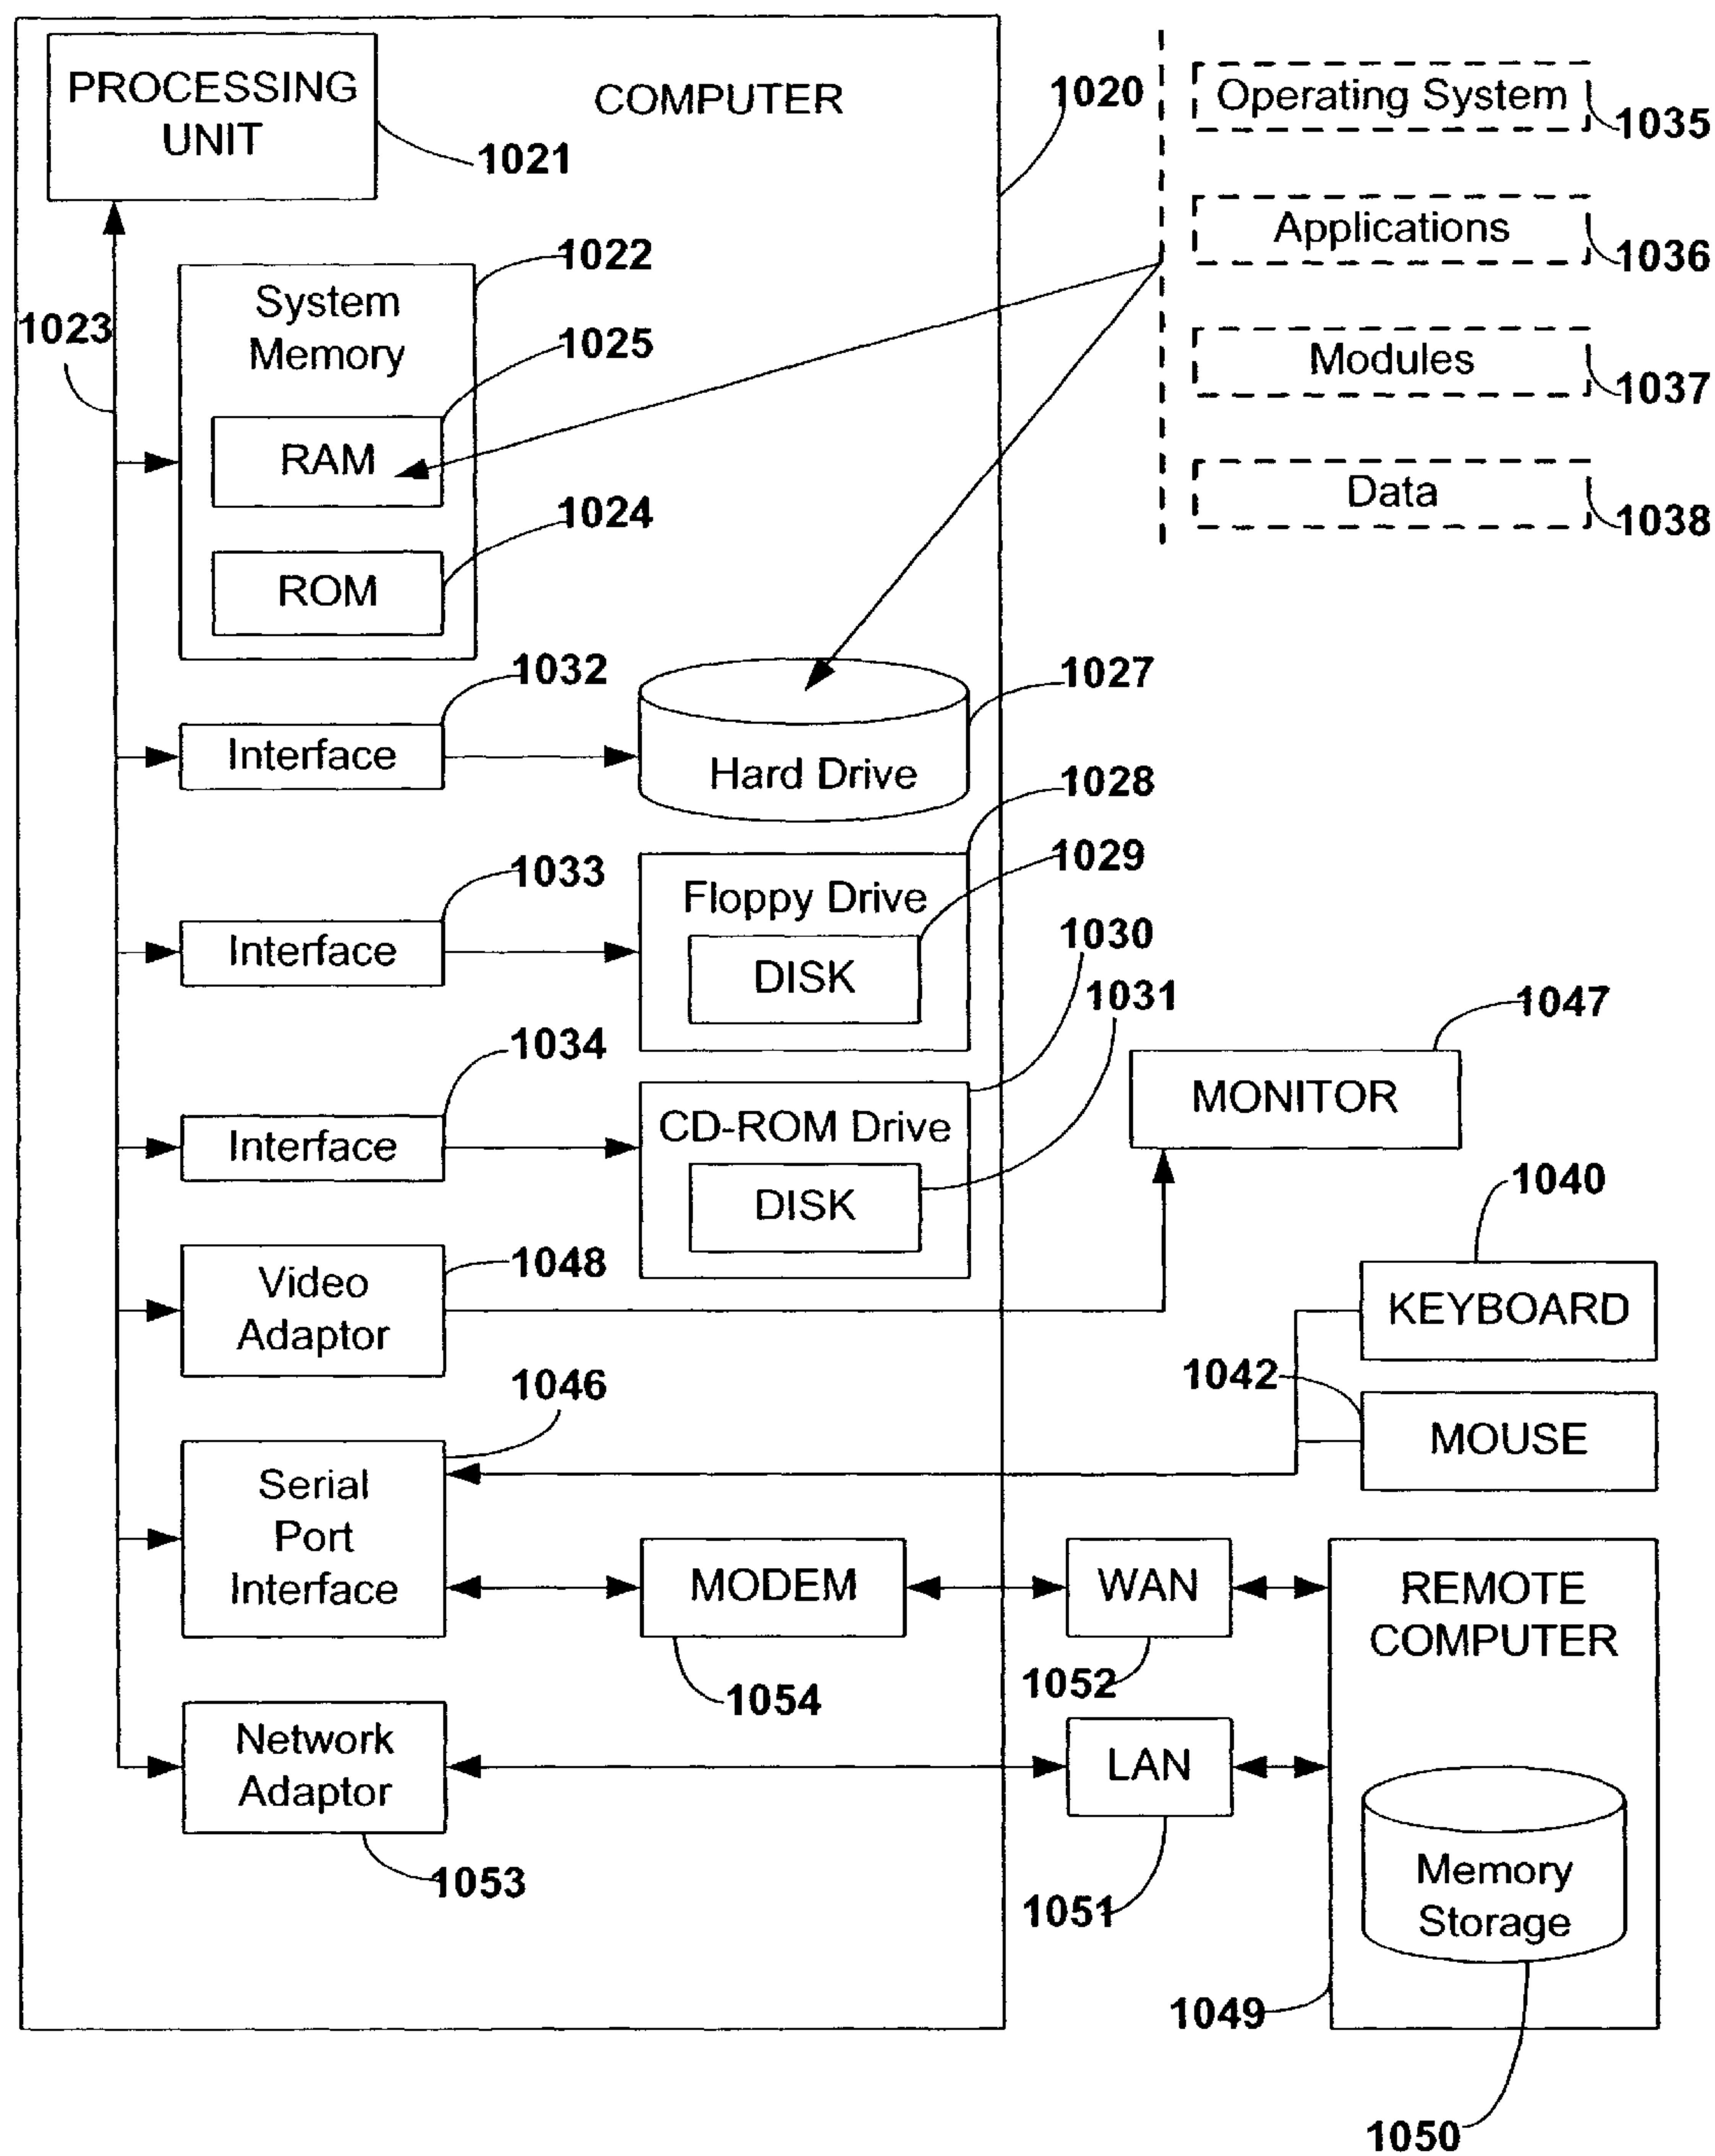 PROCESSING
UNIT
1021
COMPUTER
1020
Operating System
1035
Applications
1036
Modules
1037
Data
1038
1023
System
Memory
1022
1025
RAM
1024
ROM
1032
Interface
Hard Drive
1027
1033
Interface
1028
Floppy Drive
1029
DISK
1034
Interface
1030
CD-ROM Drive
1031
DISK
1047
MONITOR
1048
Video
Adaptor
1040
KEYBOARD
1042
MOUSE
1046
Serial
Port
Interface
MODEM
1054
WAN
1052
REMOTE
COMPUTER
Network
Adaptor
1053
LAN
1051
Memory
Storage
1049
1050